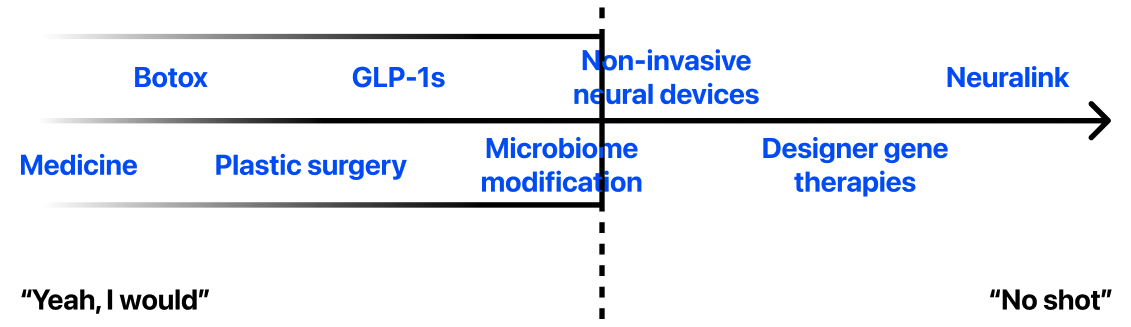 Botox
GLP-1s
Non-invasive
neural devices
Neuralink
Medicine
Plastic surgery
Microbiome
modification
Designer gene
therapies
“Yeah, I would”
“No shot”